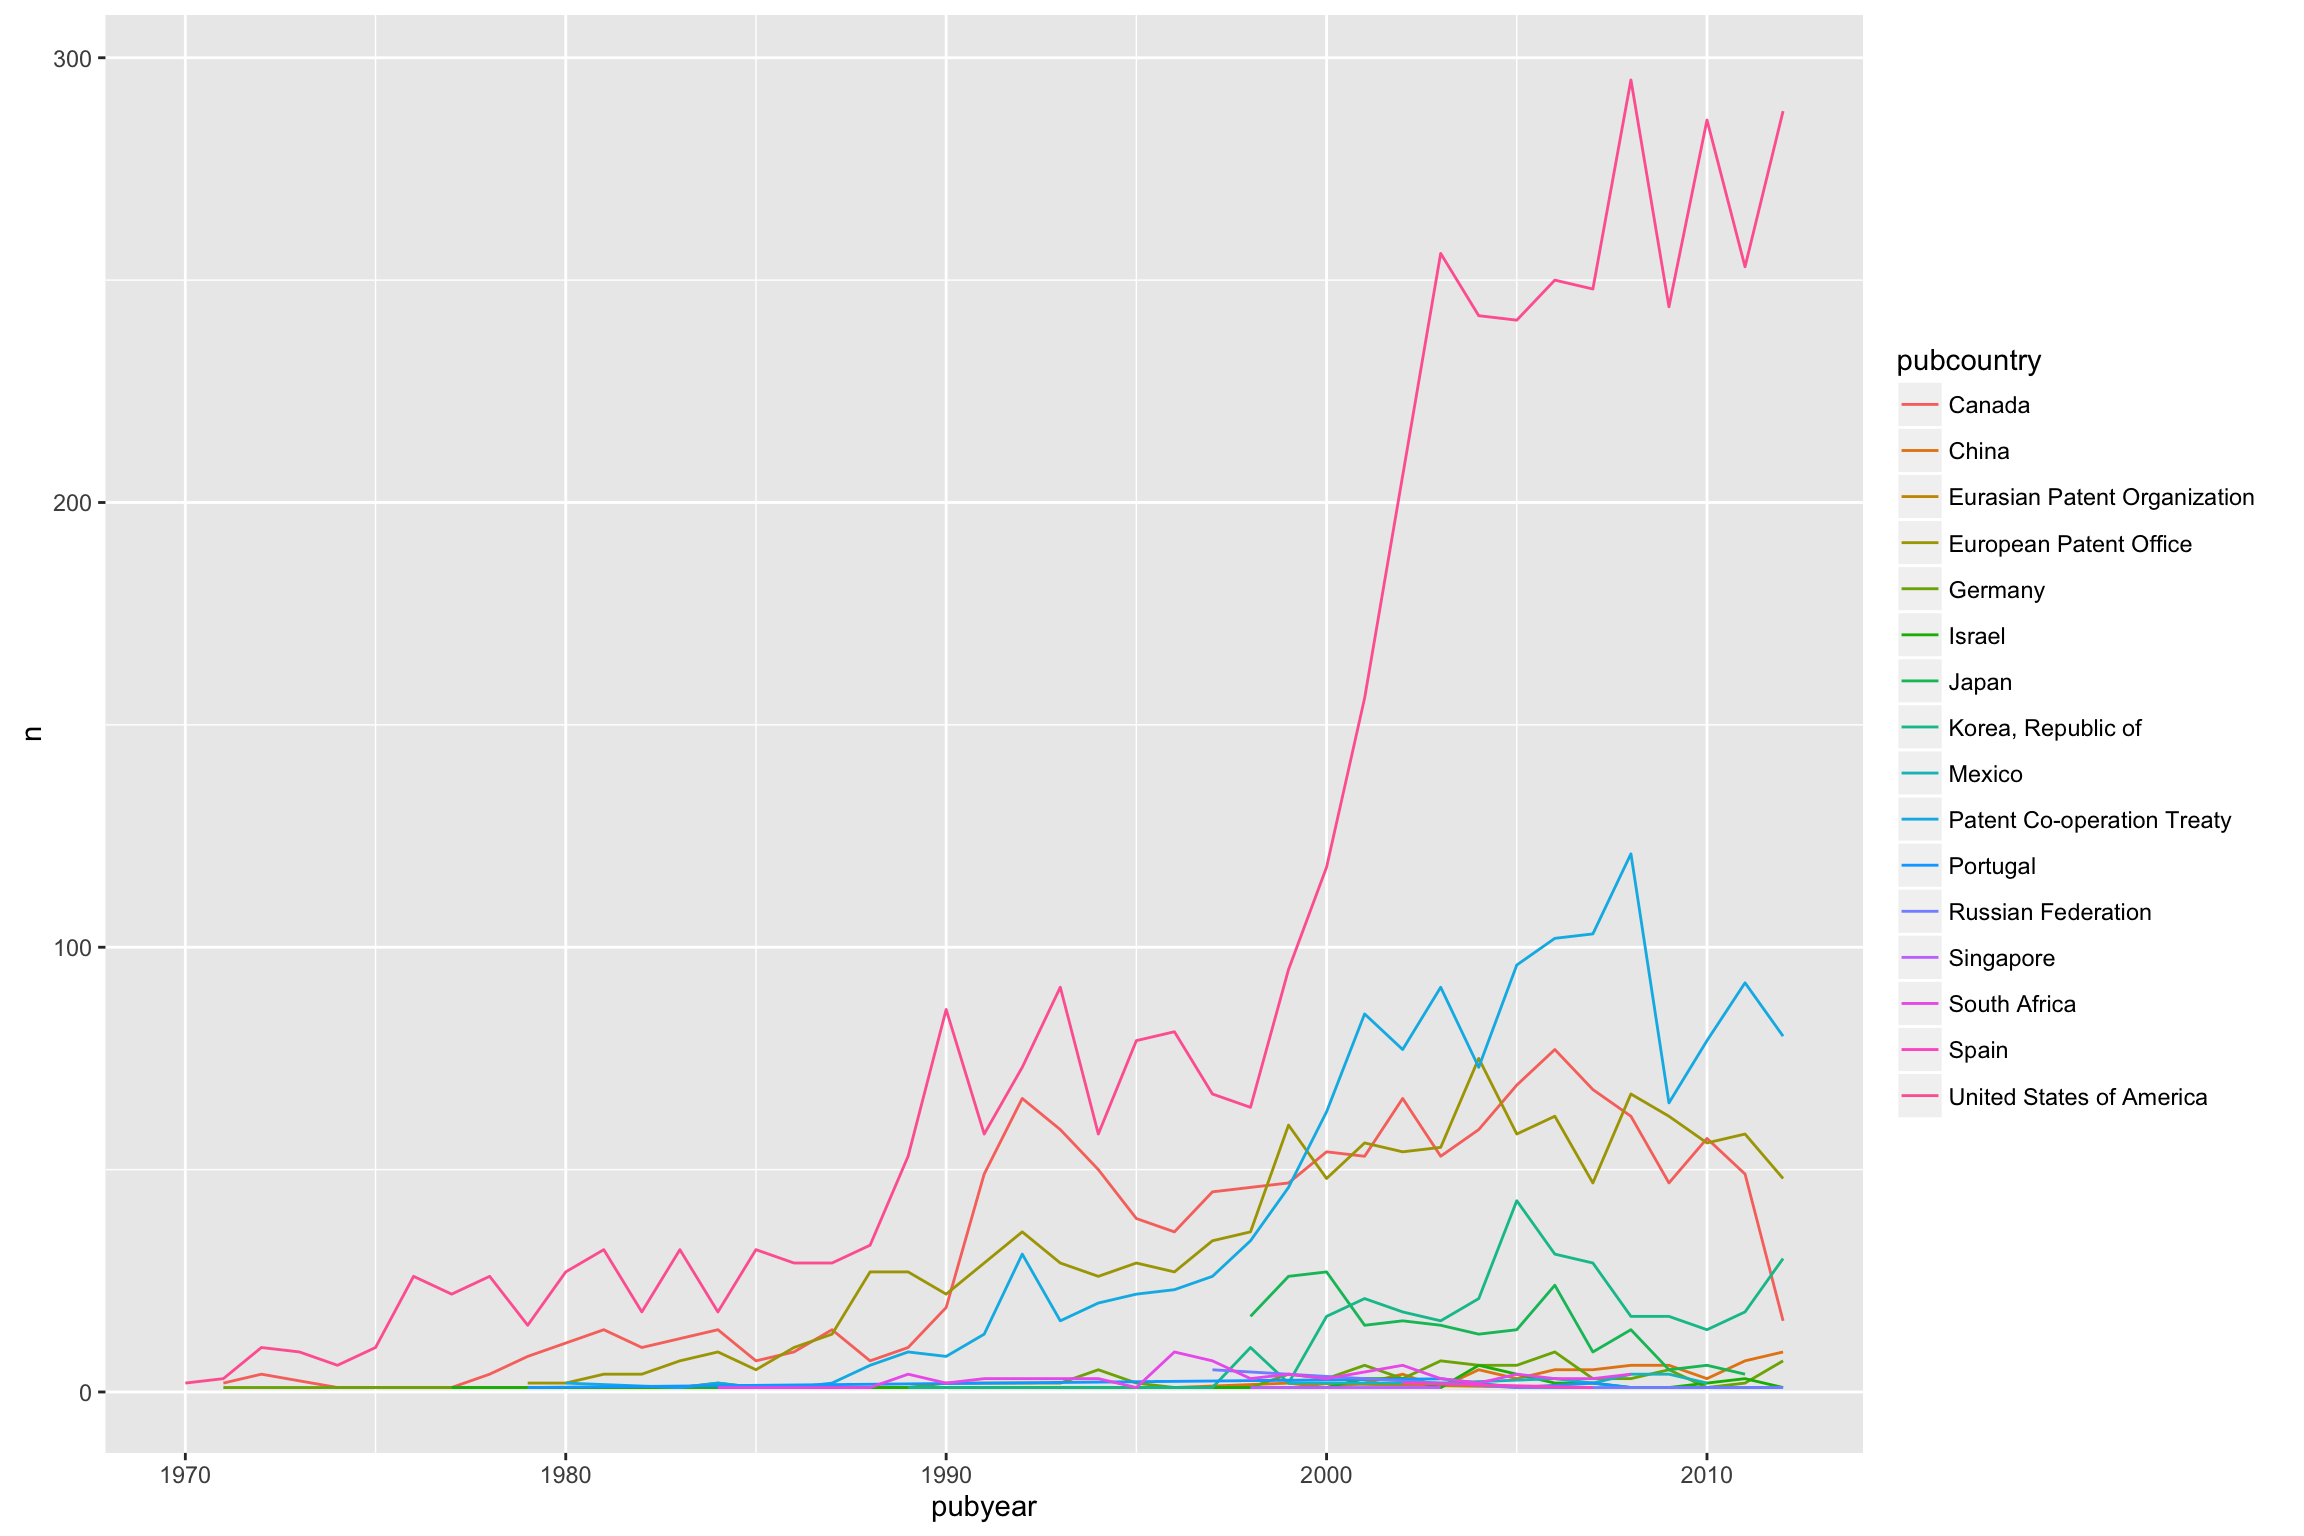 300
200
100
0
n
1970 1980 1990 2000 2010
pubyear
pubcountry
Canada
China
Eurasian Patent Organization
European Patent Office
Germany
Israel
Japan
Korea, Republic of
Mexico
Patent Co-operation Treaty
Portugal
Russian Federation
Singapore
South Africa
Spain
United States of America